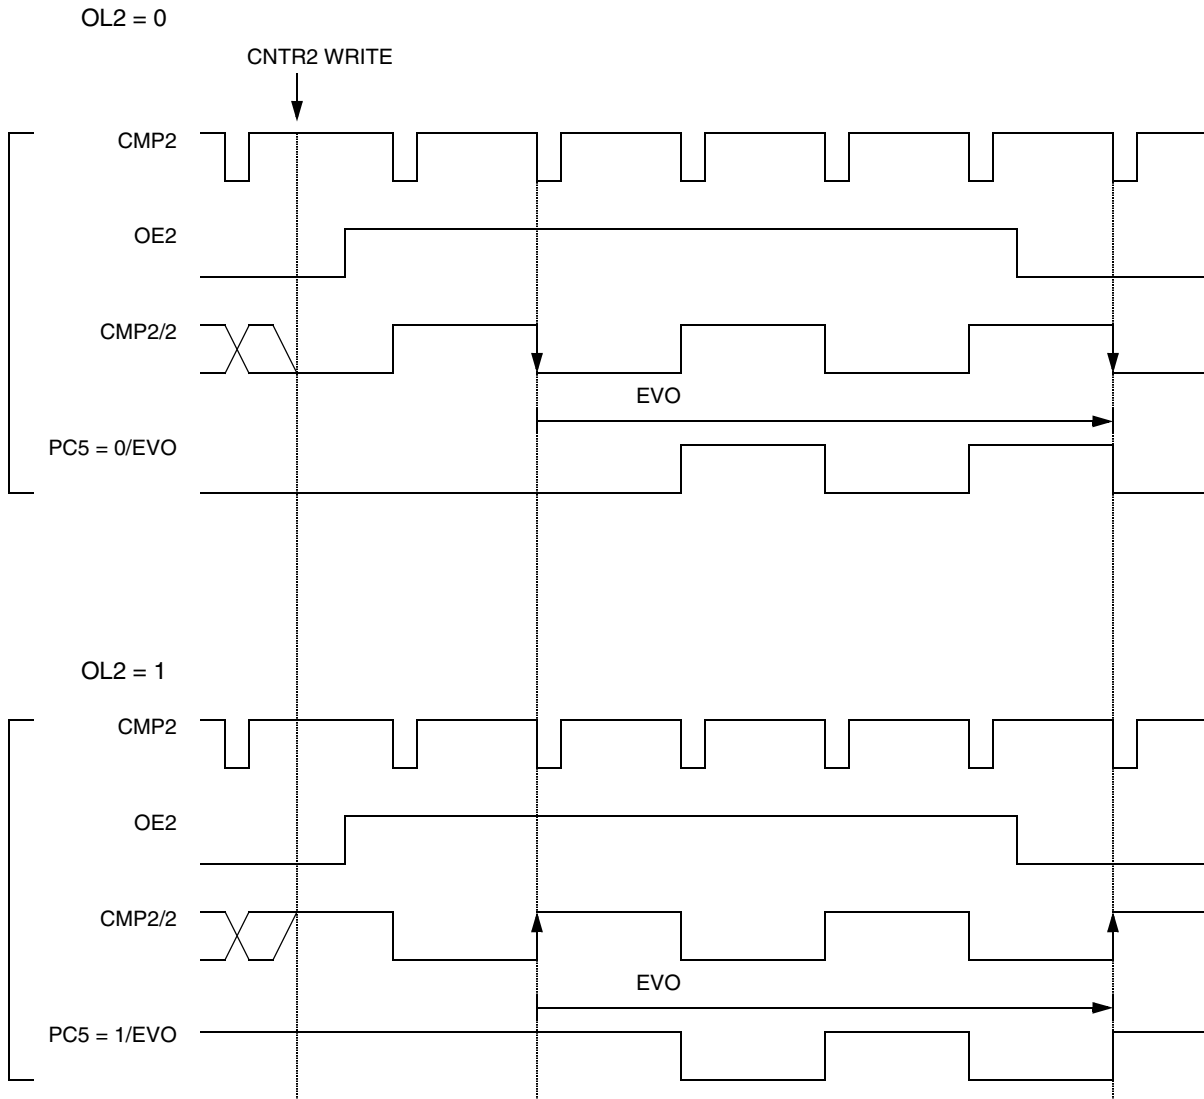 OL2 = 0
CNTR2 WRITE
CMP2
OE2
CMP2/2
EVO
PC5 = 0/EVO
OL2 = 1
CMP2
OE2
CMP2/2
EVO
PC5 = 1/EVO